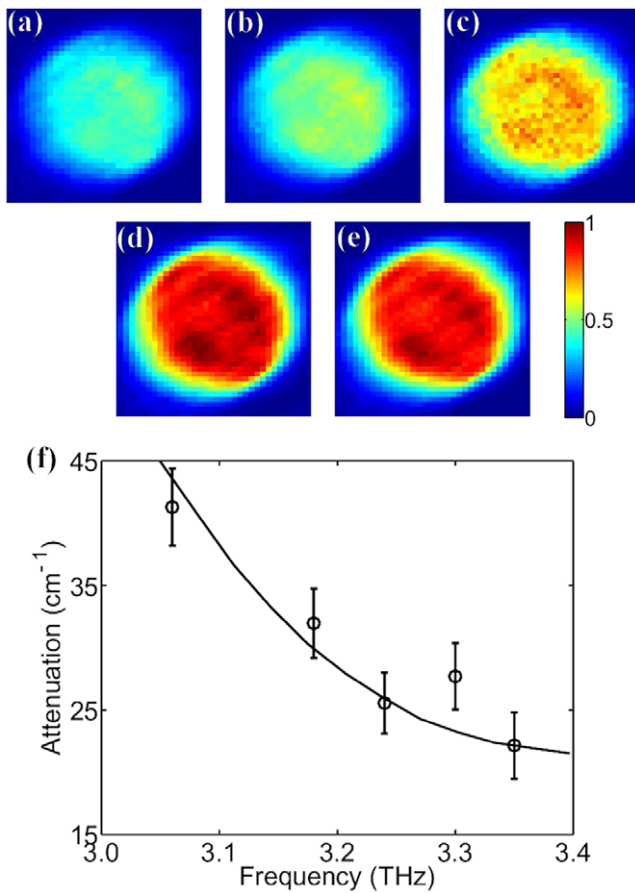 (a) (b) (c)
(d) (e) 1
0.5
0
(f)
45
35
25
15
3.0 3.1 3.2 3.3 3.4
Attenuation (cm⁻¹)
Frequency (THz)